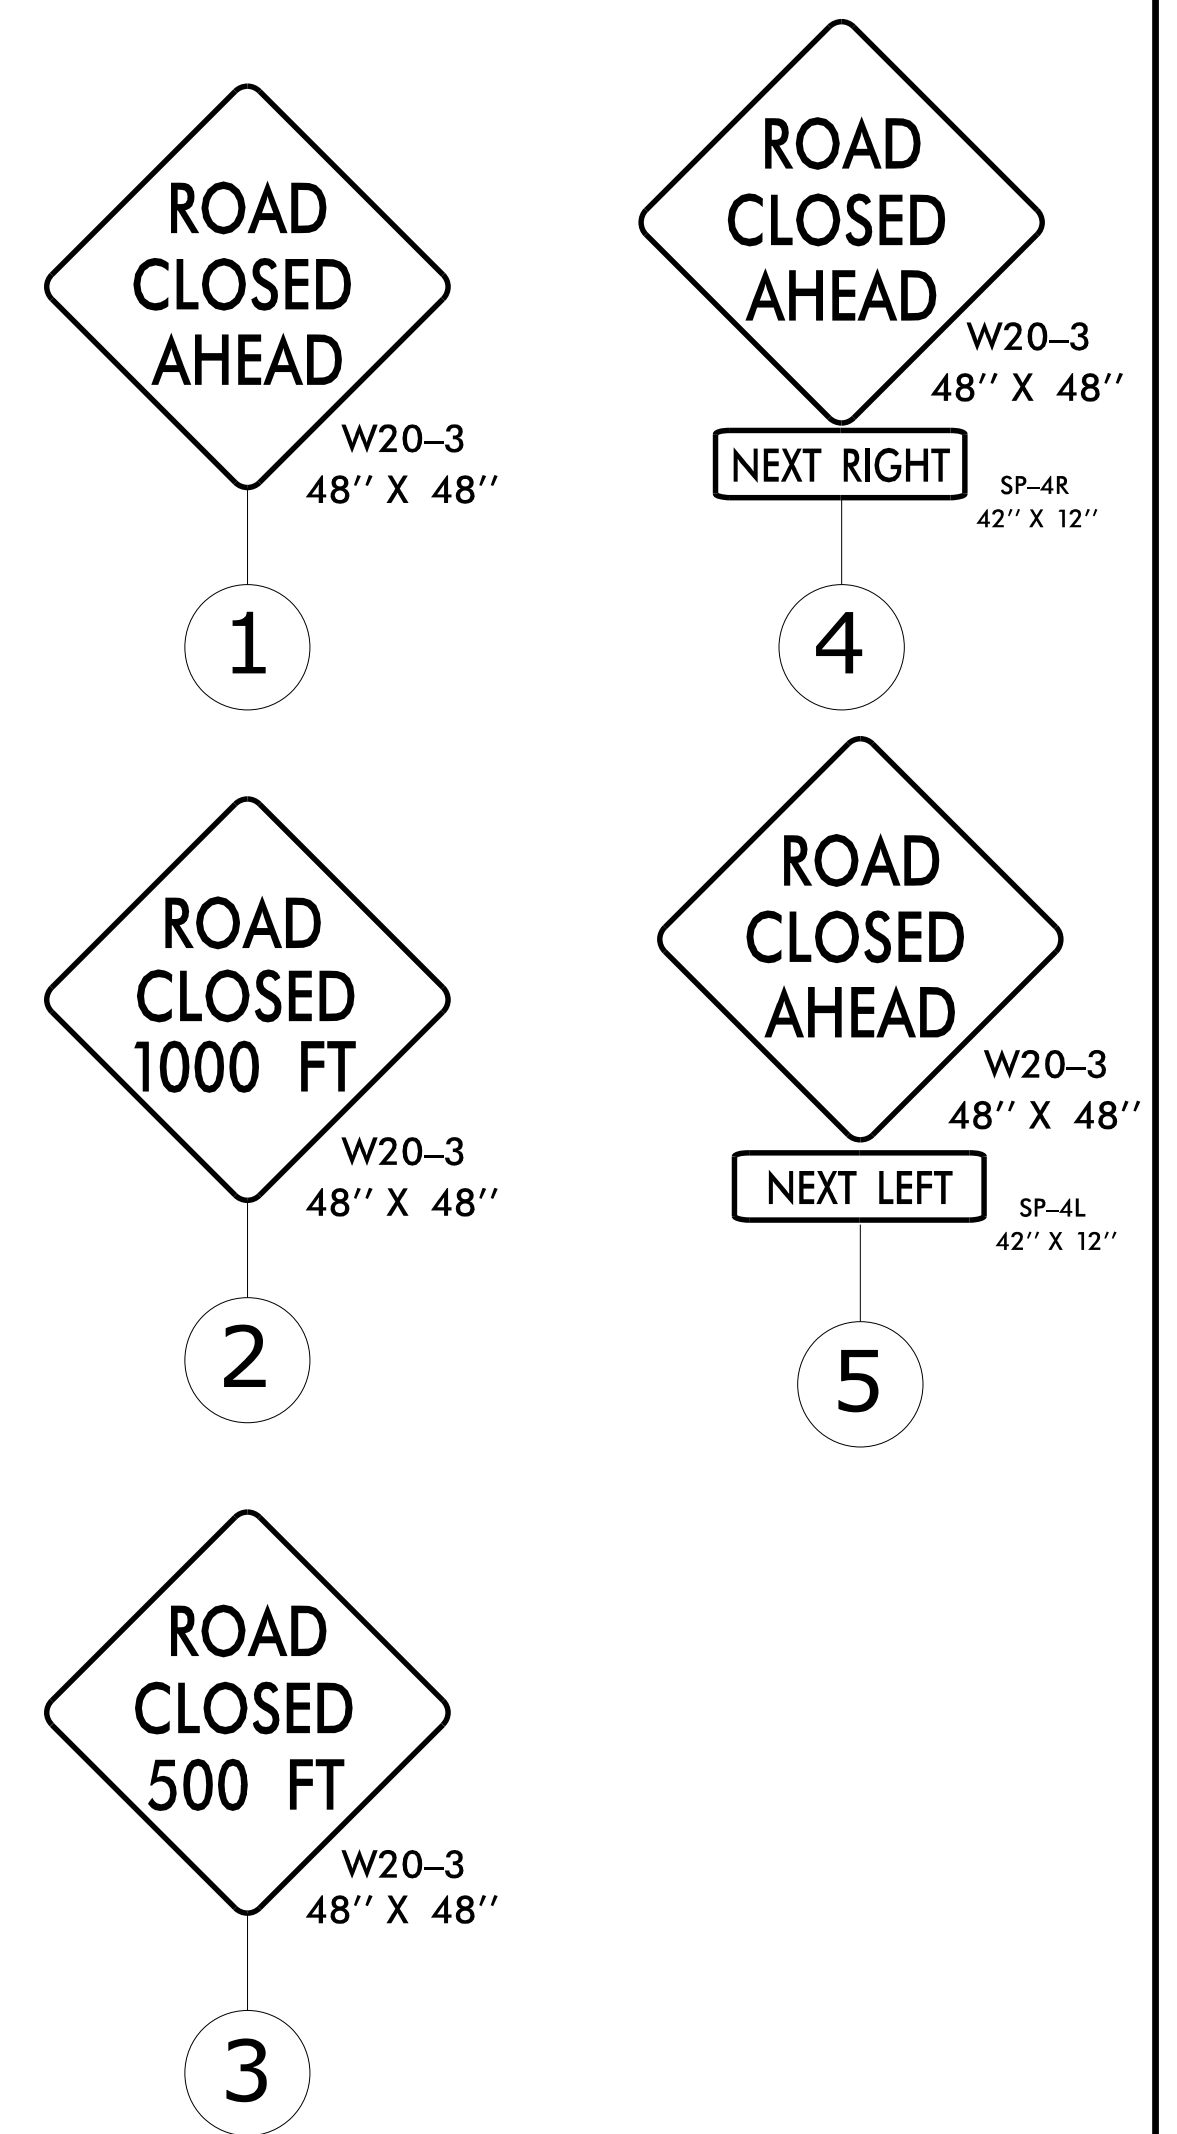 ROAD
CLOSED
AHEAD
W20–3
48’’ X 48’’
1
ROAD
CLOSED
1000 FT
W20–3
48’’ X 48’’
2
ROAD
CLOSED
500 FT
W20–3
48’’ X 48’’
3
ROAD
CLOSED
AHEAD
W20–3
48’’ X 48’’
NEXT RIGHT
SP–4R
42’’ X 12’’
4
ROAD
CLOSED
AHEAD
W20–3
48’’ X 48’’
NEXT LEFT
SP–4L
42’’ X 12’’
5